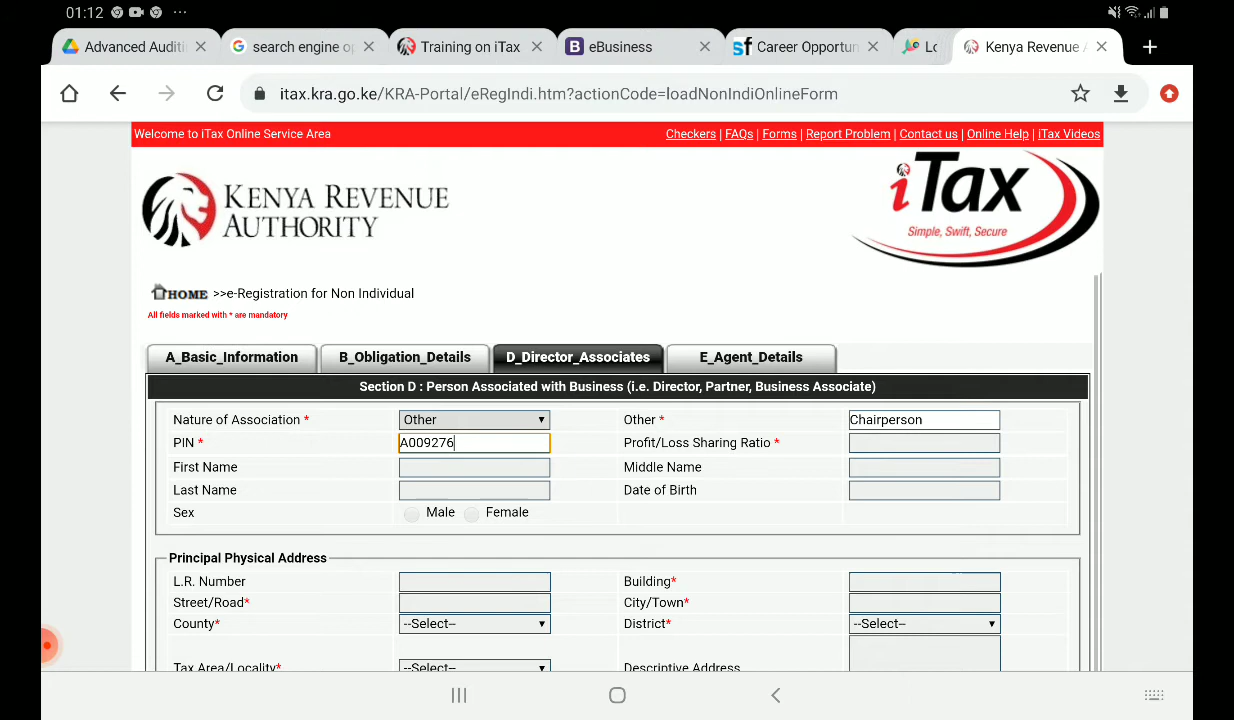 01:12
Advanced Auditi
search engine op
Training on iTax
eBusiness
Career Opportun
Lo
Kenya Revenue A
itax.kra.go.ke/KRA-Portal/eRegIndi.htm?actionCode=loadNonIndiOnlineForm
Welcome to iTax Online Service Area
Checkers | FAQs | Forms | Report Problem | Contact us | Online Help | iTax Videos
KENYA REVENUE
AUTHORITY
iTax
Simple, Swift, Secure
HOME >>e-Registration for Non Individual
All fields marked with * are mandatory
A_Basic_Information
B_Obligation_Details
D_Director_Associates
E_Agent_Details
Section D : Person Associated with Business (i.e. Director, Partner, Business Associate)
Nature of Association * Other Other * Chairperson
PIN * A009276 Profit/Loss Sharing Ratio *
First Name Middle Name
Last Name Date of Birth
Sex Male Female
Principal Physical Address
L.R. Number Building*
Street/Road* City/Town*
County* --Select-- District* --Select--
Tax Area/Locality* --Select-- Descriptive Address